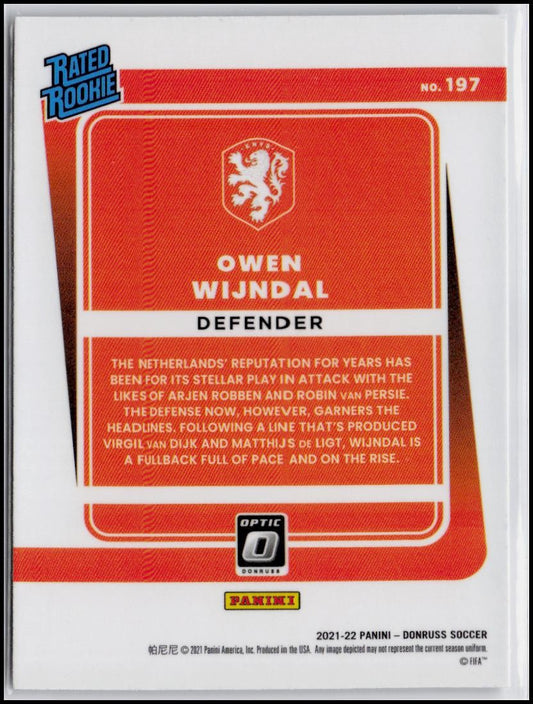 RATED
ROOKIE
NO. 197
KNVB
OWEN
WIJNDAL
DEFENDER
THE NETHERLANDS' REPUTATION FOR YEARS HAS
BEEN FOR ITS STELLAR PLAY IN ATTACK WITH THE
LIKES OF ARJEN ROBBEN AND ROBIN VAN PERSIE.
THE DEFENSE NOW, HOWEVER, GARNERS THE
HEADLINES. FOLLOWING A LINE THAT'S PRODUCED
VIRGIL VAN DIJK AND MATTHIJS DE LIGT, WIJNDAL IS
A FULLBACK FULL OF PACE AND ON THE RISE.
OPTIC
O
DONRUSS
PANINI
2021-22 PANINI – DONRUSS SOCCER
帕尼尼 © 2021 Panini America, Inc. Produced in the USA. Any image depicted may not represent the current season uniform.
© FIFA™